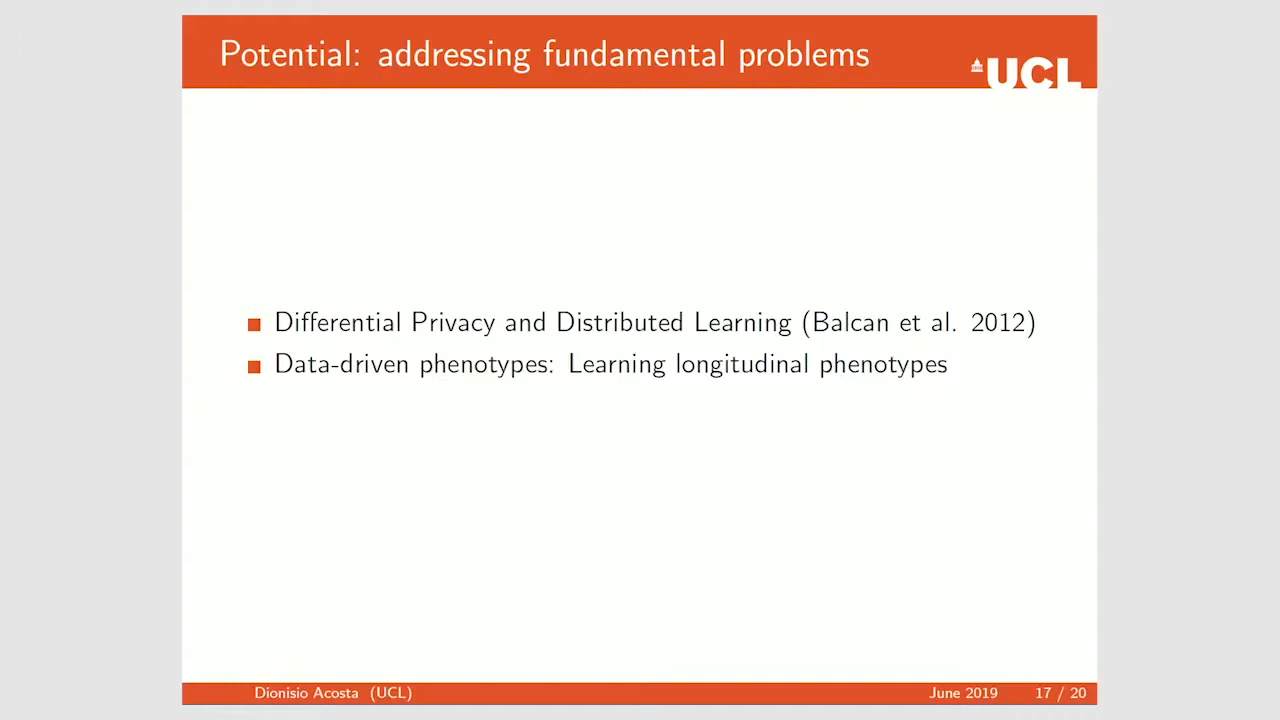 Potential: addressing fundamental problems
UCL
Differential Privacy and Distributed Learning (Balcan et al. 2012)
Data-driven phenotypes: Learning longitudinal phenotypes
Dionisio Acosta (UCL) June 2019 17 / 20